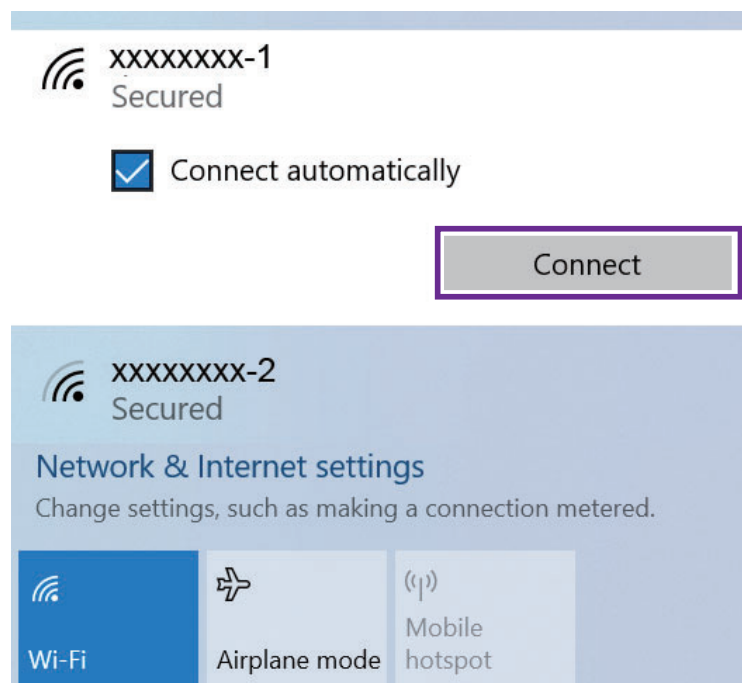 xxxxxxxx-1
Secured
Connect automatically
Connect
xxxxxxxx-2
Secured
Network & Internet settings
Change settings, such as making a connection metered.
Wi-Fi
Airplane mode
Mobile
hotspot